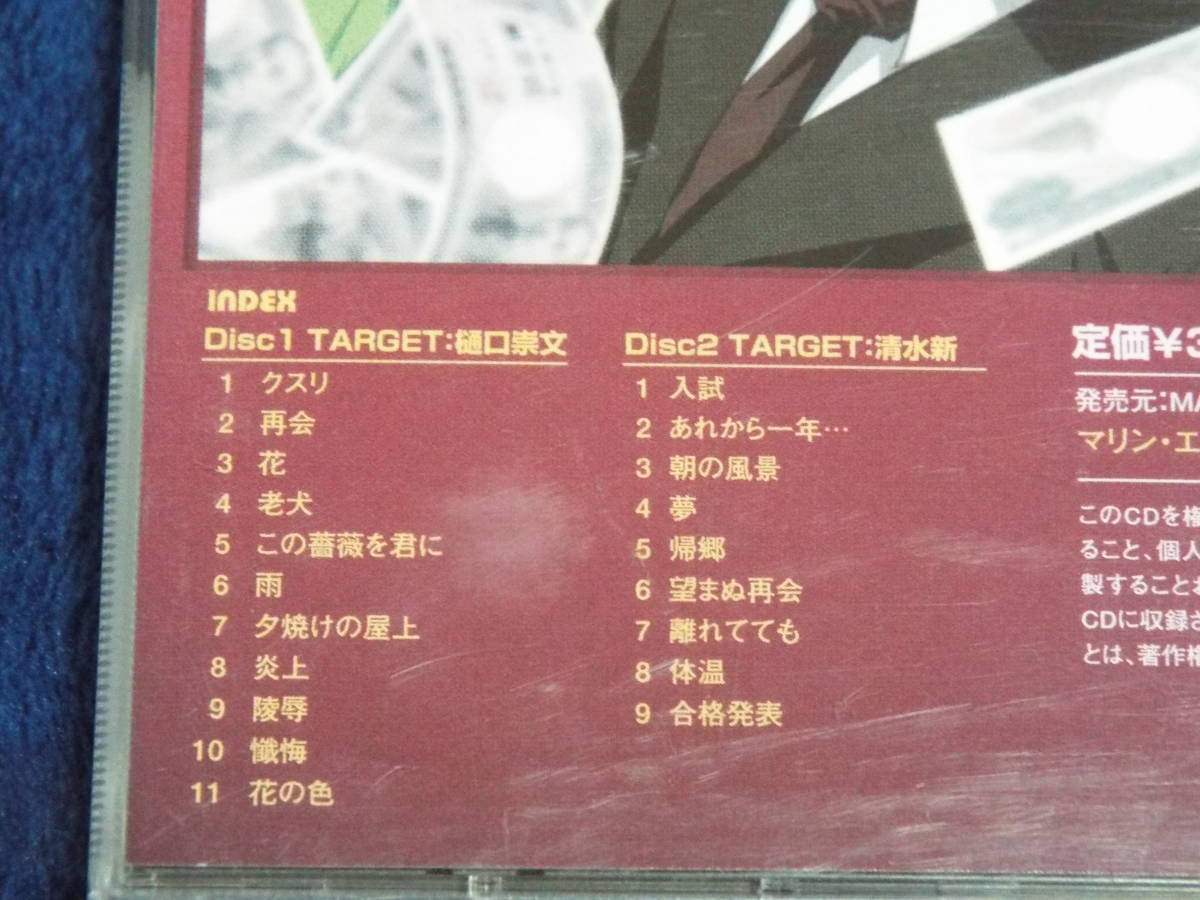 INDEX
Disc1 TARGET:樋口崇文
1 クスリ
2 再会
3 花
4 老犬
5 この薔薇を君に
6 雨
7 夕焼けの屋上
8 炎上
9 陵辱
10 懺悔
11 花の色
Disc2 TARGET:清水新
1 入試
2 あれから一年…
3 朝の風景
4 夢
5 帰郷
6 望まぬ再会
7 離れてても
8 体温
9 合格発表
定価¥3
発売元:MA
マリン・エ
このCDを権
ること、個人
製すること
CDに収録さ
とは、著作権